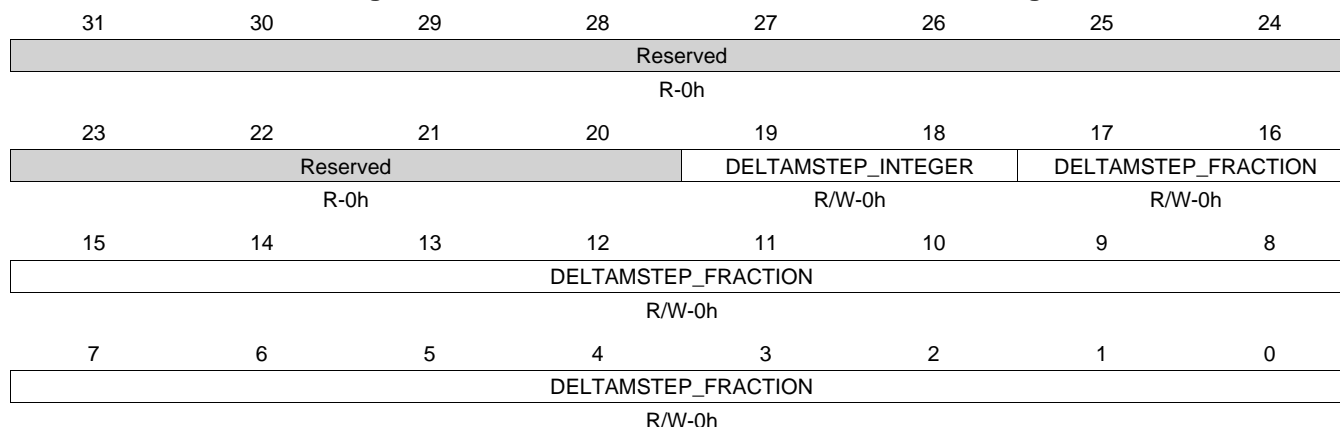 31 30 29 28 27 26 25 24
Reserved
R-0h
23 22 21 20 19 18 17 16
Reserved DELTAMSTEP_INTEGER DELTAMSTEP_FRACTION
R-0h R/W-0h R/W-0h
15 14 13 12 11 10 9 8
DELTAMSTEP_FRACTION
R/W-0h
7 6 5 4 3 2 1 0
DELTAMSTEP_FRACTION
R/W-0h